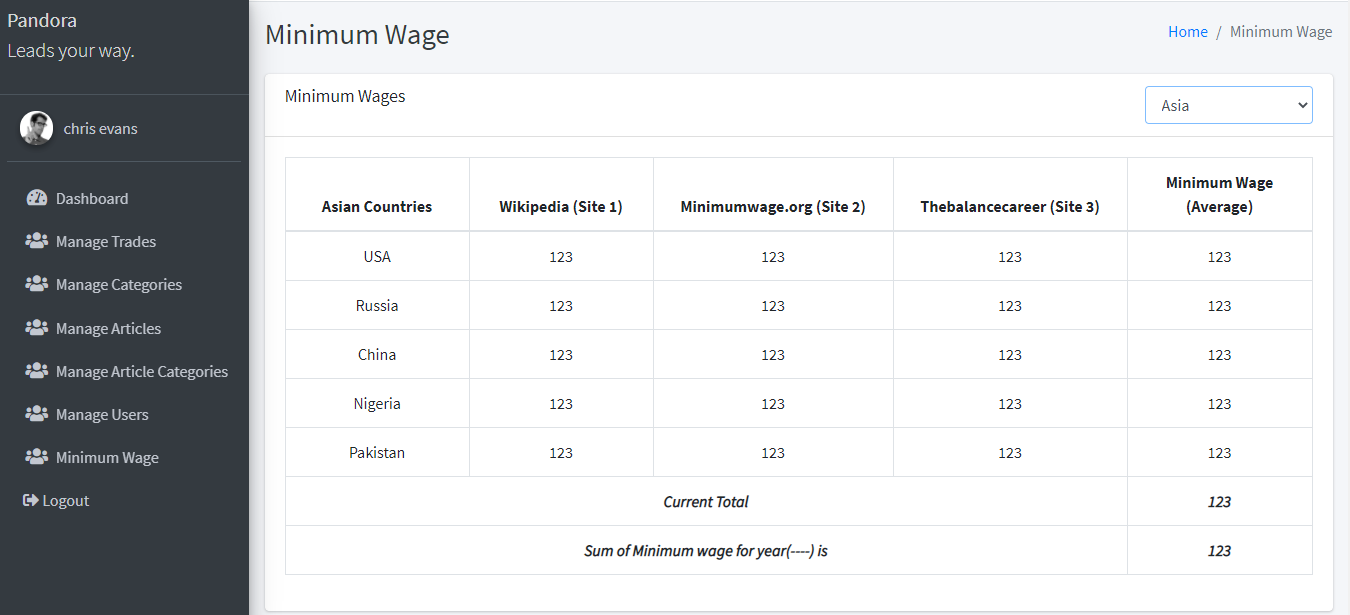 Pandora
Leads your way.
chris evans
Dashboard
Manage Trades
Manage Categories
Manage Articles
Manage Article Categories
Manage Users
Minimum Wage
Logout
Minimum Wage
Home / Minimum Wage
Minimum Wages
Asia
Asian Countries Wikipedia (Site 1) Minimumwage.org (Site 2) Thebalancecareer (Site 3) Minimum Wage (Average)
USA 123 123 123 123
Russia 123 123 123 123
China 123 123 123 123
Nigeria 123 123 123 123
Pakistan 123 123 123 123
Current Total 123
Sum of Minimum wage for year(----) is 123